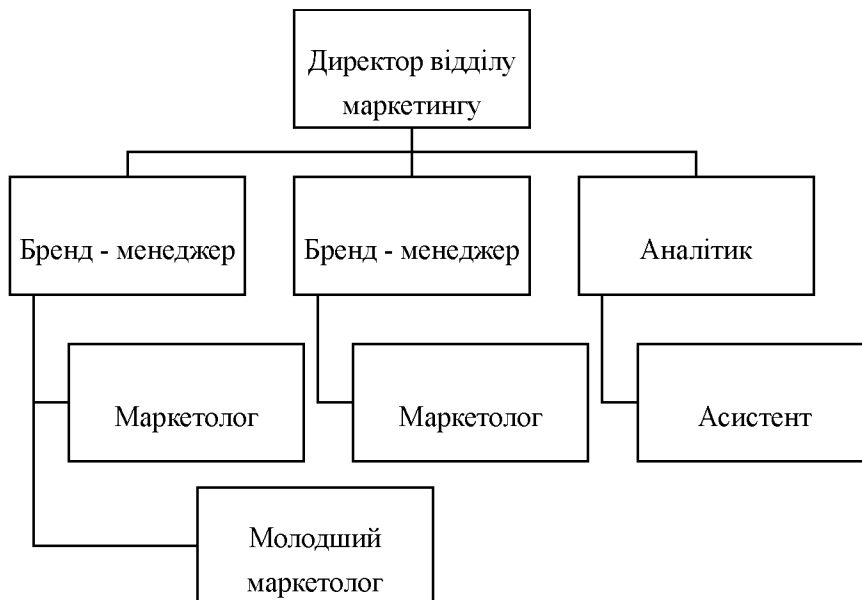 Директор відділу
маркетингу
Бренд - менеджер
Бренд - менеджер
Аналітик
Маркетолог
Маркетолог
Асистент
Молодший
маркетолог